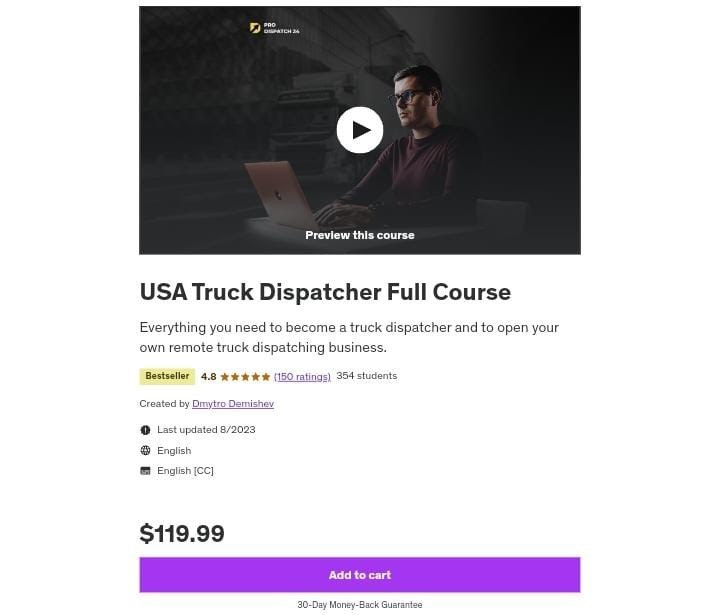 PRO
DISPATCH 24
Preview this course
USA Truck Dispatcher Full Course
Everything you need to become a truck dispatcher and to open your
own remote truck dispatching business.
Bestseller 4.8 (150 ratings) 354 students
Created by Dmytro Demishev
Last updated 8/2023
English
English [CC]
$119.99
Add to cart
30-Day Money-Back Guarantee